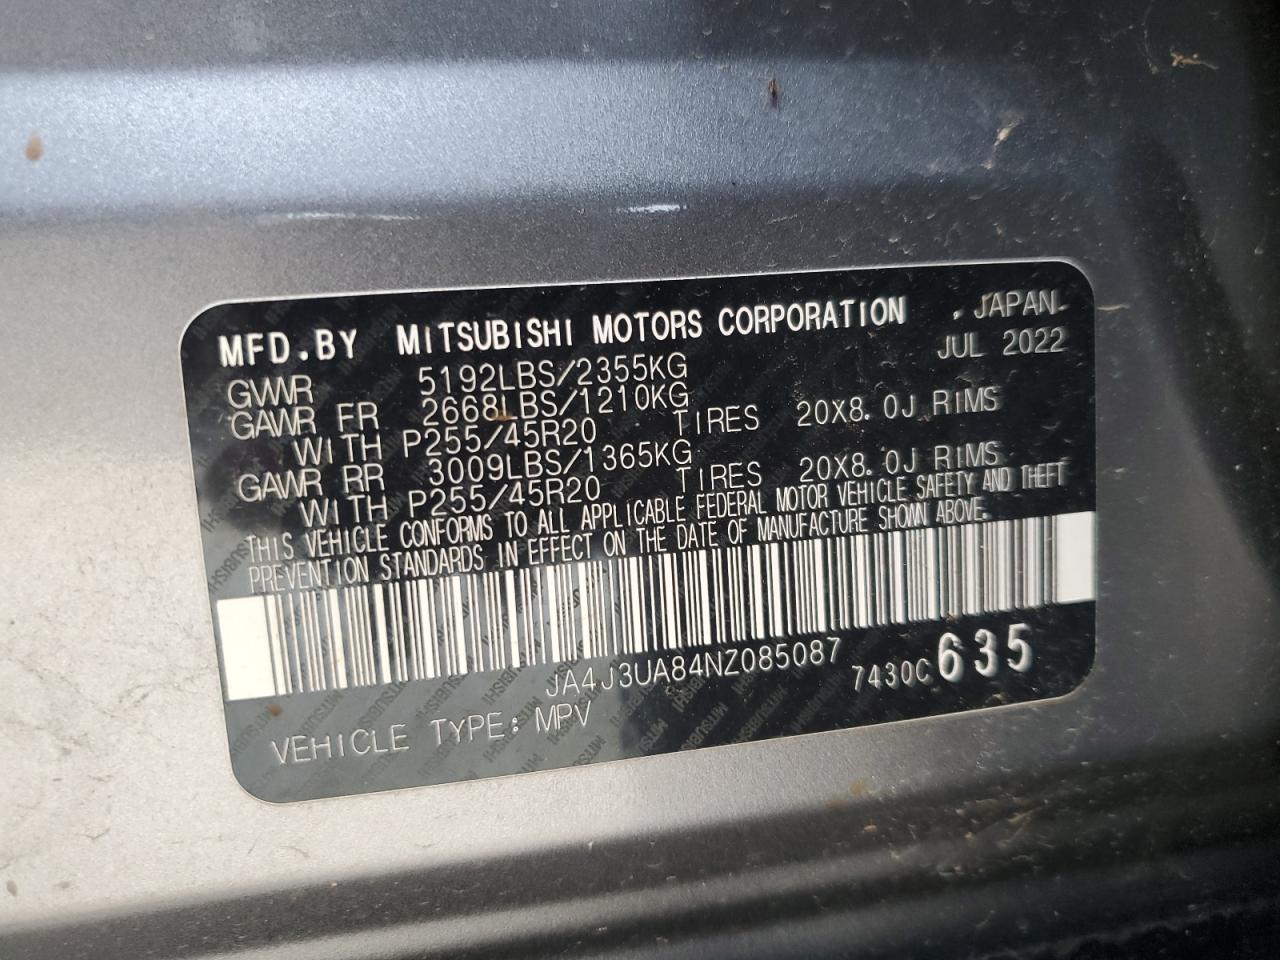 MFD.BY MITSUBISHI MOTORS CORPORATION .JAPAN.
JUL 2022
GVWR 5192LBS/2355KG
GAWR FR 2668LBS/1210KG
WITH P255/45R20 TIRES 20X8.0J RIMS
GAWR RR 3009LBS/1365KG
WITH P255/45R20 TIRES 20X8.0J RIMS
THIS VEHICLE CONFORMS TO ALL APPLICABLE FEDERAL MOTOR VEHICLE SAFETY AND THEFT
PREVENTION STANDARDS IN EFFECT ON THE DATE OF MANUFACTURE SHOWN ABOVE.
JA4J3UA84NZ085087 7430C 635
VEHICLE TYPE: MPV